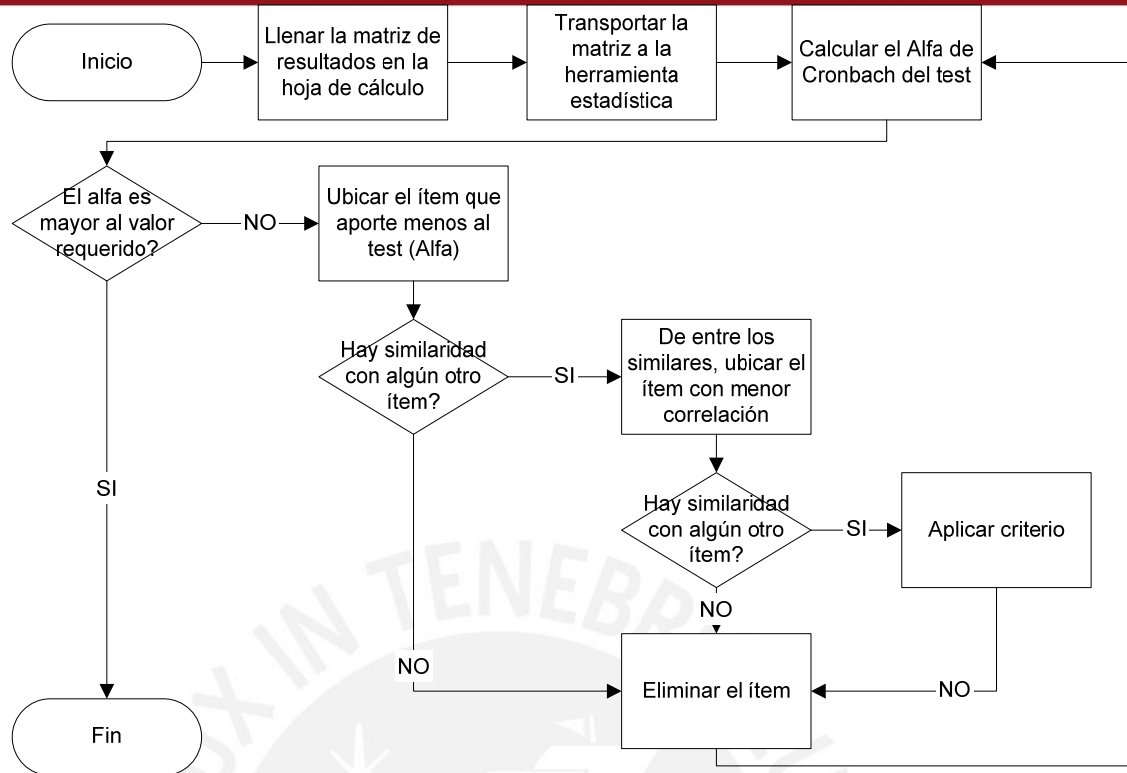 Inicio
Llenar la matriz de
resultados en la
hoja de cálculo
Transportar la
matriz a la
herramienta
estadística
Calcular el Alfa de
Cronbach del test
El alfa es
mayor al valor
requerido?
NO
Ubicar el ítem que
aporte menos al
test (Alfa)
Hay similaridad
con algún otro
ítem?
SI
De entre los
similares, ubicar el
ítem con menor
correlación
SI
Hay similaridad
con algún otro
ítem?
SI
Aplicar criterio
NO
NO
Eliminar el ítem
NO
Fin
LUX IN TENEBR